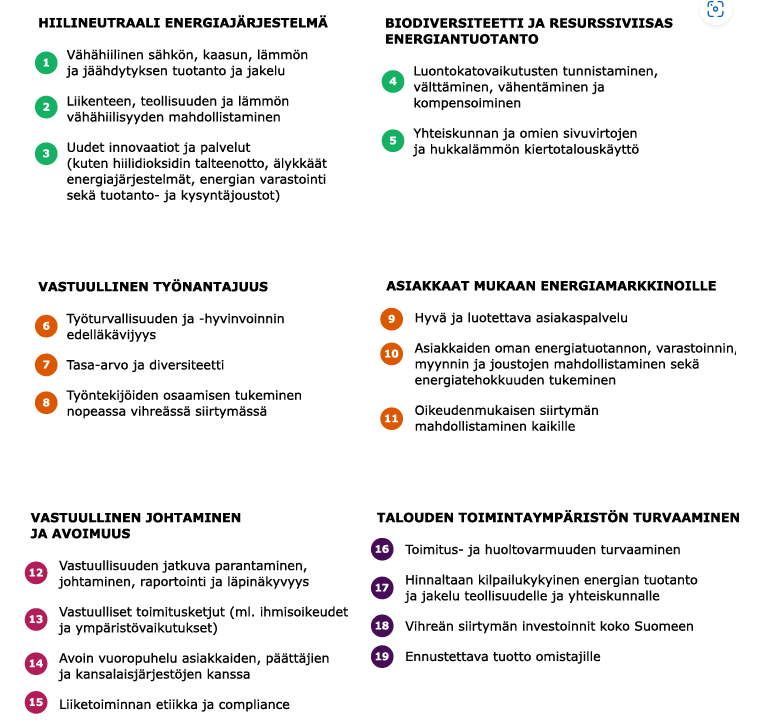 HIILINEUTRAALI ENERGIAJÄRJESTELMÄ
1 Vähähiilinen sähkön, kaasun, lämmön
ja jäähdytyksen tuotanto ja jakelu
2 Liikenteen, teollisuuden ja lämmön
vähähiilisyyden mahdollistaminen
3 Uudet innovaatiot ja palvelut
(kuten hiilidioksidin talteenotto, älykkäät
energiajärjestelmät, energian varastointi
sekä tuotanto- ja kysyntäjoustot)
BIODIVERSITEETTI JA RESURSSIVIISAS
ENERGIANTUOTANTO
4 Luontokatovaikutusten tunnistaminen,
välttäminen, vähentäminen ja
kompensoiminen
5 Yhteiskunnan ja omien sivuvirtojen
ja hukkalämmön kiertotalouskäyttö
VASTUULLINEN TYÖNANTAJUUS
6 Työturvallisuuden ja -hyvinvoinnin
edelläkävijyys
7 Tasa-arvo ja diversiteetti
8 Työntekijöiden osaamisen tukeminen
nopeassa vihreässä siirtymässä
ASIAKKAAT MUKAAN ENERGIAMARKKINOILLE
9 Hyvä ja luotettava asiakaspalvelu
10 Asiakkaiden oman energiatuotannon, varastoinnin,
myynnin ja joustojen mahdollistaminen sekä
energiatehokkuuden tukeminen
11 Oikeudenmukaisen siirtymän
mahdollistaminen kaikille
VASTUULLINEN JOHTAMINEN
JA AVOIMUUS
12 Vastuullisuuden jatkuva parantaminen,
johtaminen, raportointi ja läpinäkyvyys
13 Vastuulliset toimitusketjut (ml. ihmisoikeudet
ja ympäristövaikutukset)
14 Avoin vuoropuhelu asiakkaiden, päättäjien
ja kansalaisjärjestöjen kanssa
15 Liiketoiminnan etiikka ja compliance
TALOUDEN TOIMINTAYMPÄRISTÖN TURVAAMINEN
16 Toimitus- ja huoltovarmuuden turvaaminen
17 Hinnaltaan kilpailukykyinen energian tuotanto
ja jakelu teollisuudelle ja yhteiskunnalle
18 Vihreän siirtymän investoinnit koko Suomeen
19 Ennustettava tuotto omistajille